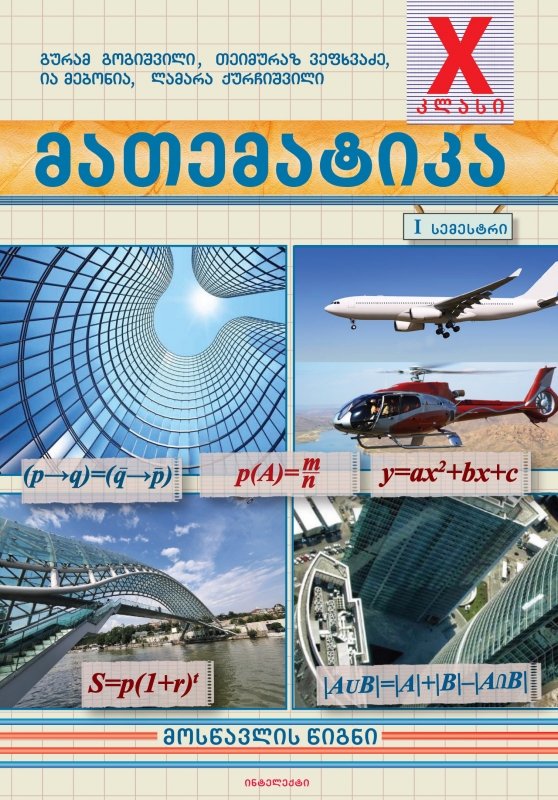 გურამ გოგიშვილი, თეიმურაზ ვეფხვაძე,
ია მებონია, ლამარა ქურჩიშვილი
X
კლასი
მათემატიკა
I სემესტრი
(p→q)=(q̄→p̄)
p(A)=m/n
y=ax²+bx+c
S=p(1+r)ᵗ
|A∪B|=|A|+|B|–|A∩B|
მოსწავლის წიგნი
ინტელექტი